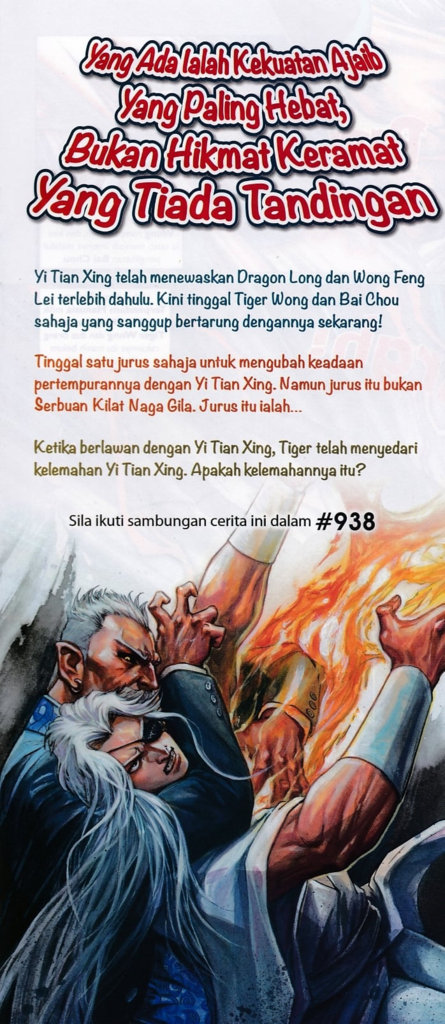 Yang Ada Ialah Kekuatan Ajaib
Yang Paling Hebat,
Bukan Hikmat Keramat
Yang Tiada Tandingan
Yi Tian Xing telah menewaskan Dragon Long dan Wong Feng
Lei terlebih dahulu. Kini tinggal Tiger Wong dan Bai Chou
sahaja yang sanggup bertarung dengannya sekarang!
Tinggal satu jurus sahaja untuk mengubah keadaan
pertempurannya dengan Yi Tian Xing. Namun jurus itu bukan
Serbuan Kilat Naga Gila. Jurus itu ialah...
Ketika berlawan dengan Yi Tian Xing, Tiger telah menyedari
kelemahan Yi Tian Xing. Apakah kelemahannya itu?
Sila ikuti sambungan cerita ini dalam #938